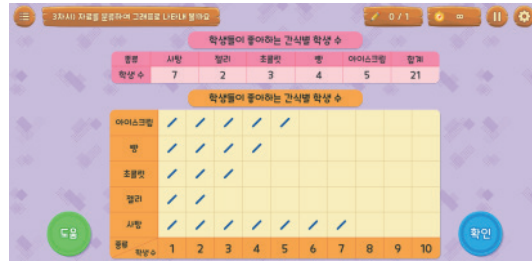 3차시) 자료를 분류하여 그래프로 나타내 볼까요
0 / 1
∞
학생들이 좋아하는 간식별 학생 수
종류 사탕 젤리 초콜릿 빵 아이스크림 합계
학생 수 7 2 3 4 5 21
학생들이 좋아하는 간식별 학생 수
아이스크림
빵
초콜릿
젤리
사탕
종류 학생 수 1 2 3 4 5 6 7 8 9 10
도움
확인